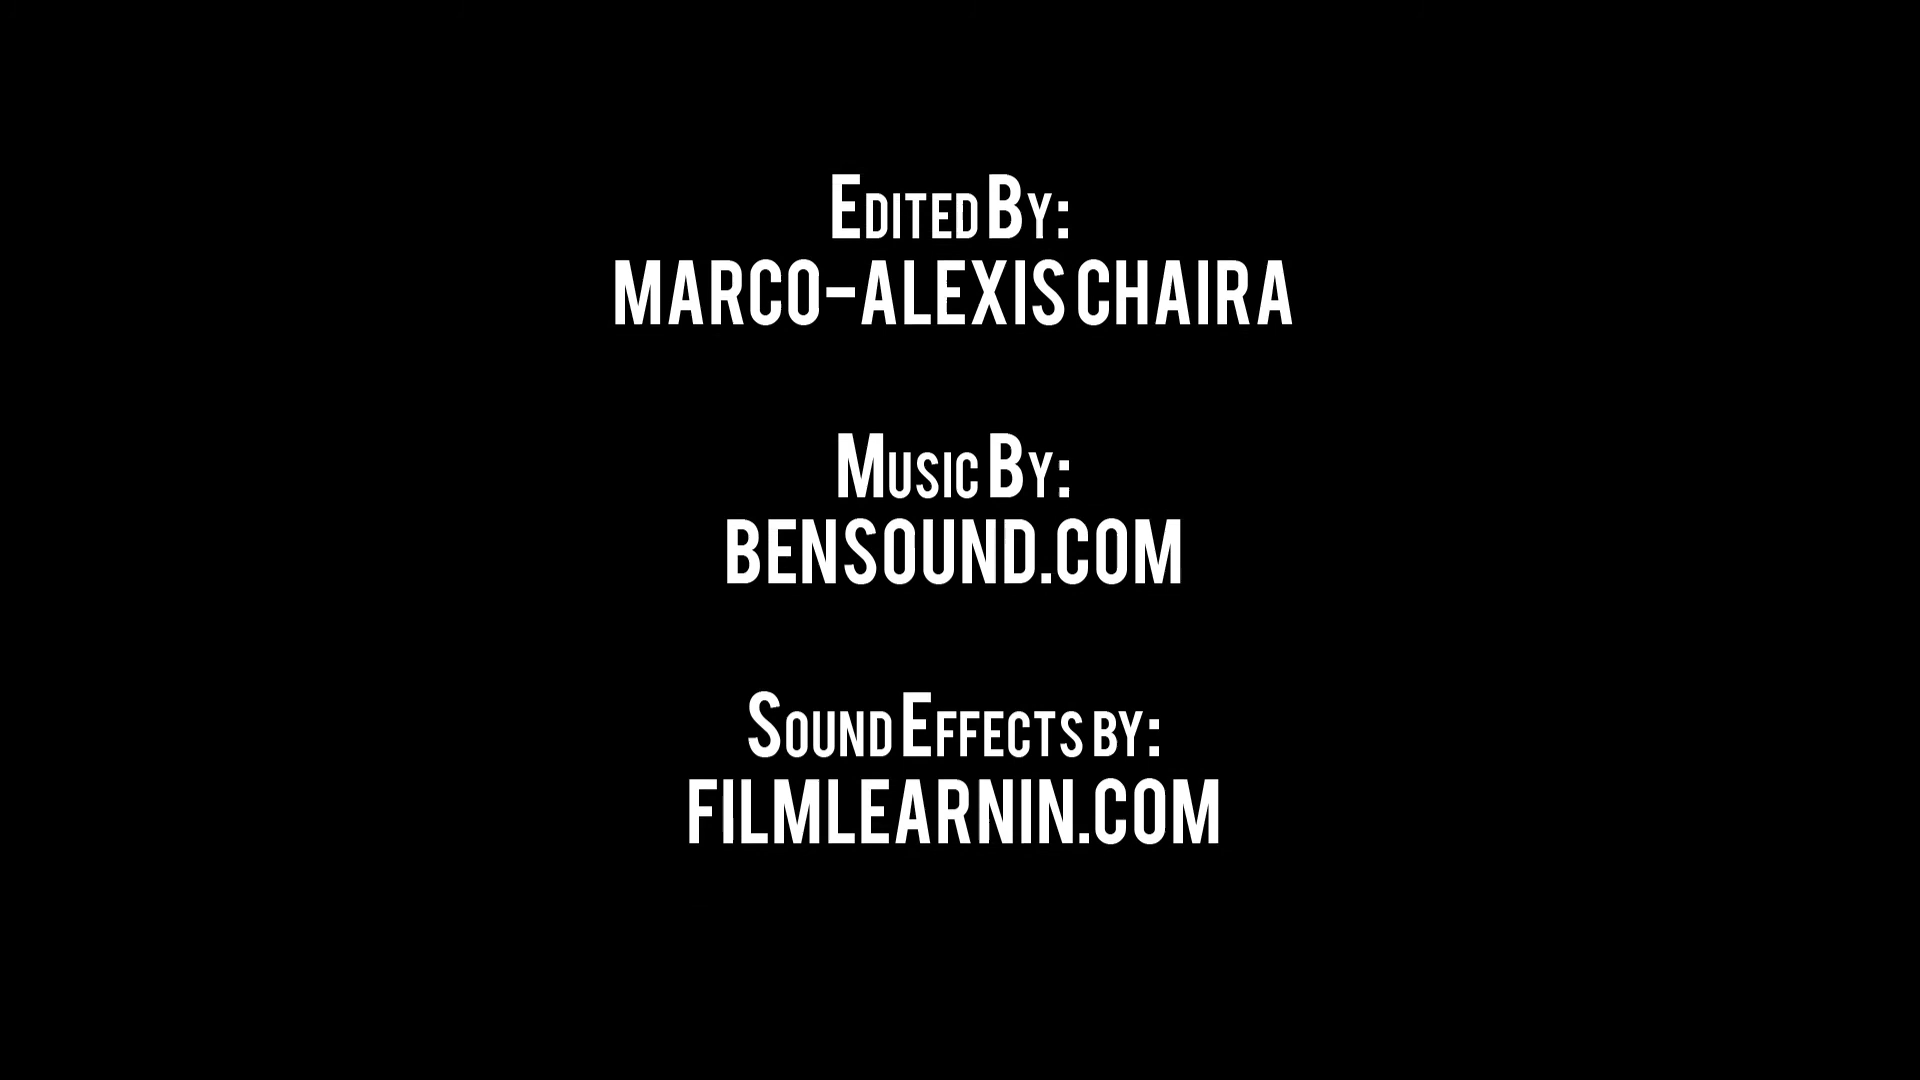 Edited By:
MARCO-ALEXIS CHAIRA
Music By:
BENSOUND.COM
Sound Effects by:
FILMLEARNIN.COM